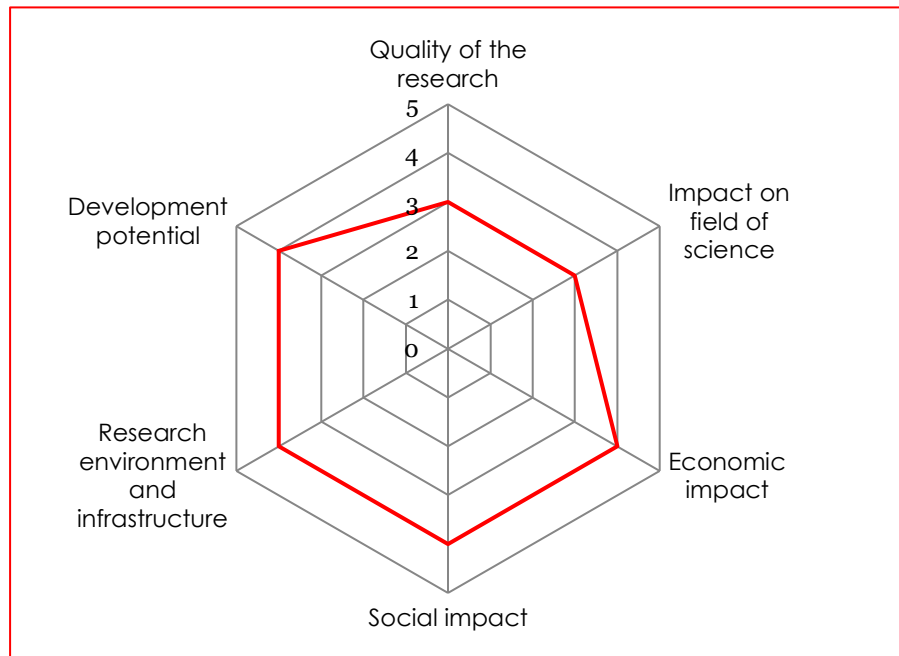 Quality of the
research
5
4
3
2
1
0
Impact on
field of
science
Economic
impact
Social impact
Research
environment
and
infrastructure
Development
potential